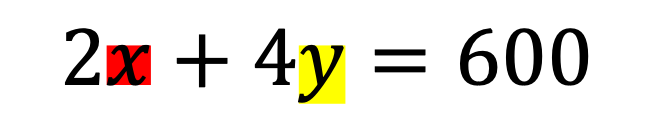 2x + 4y = 600